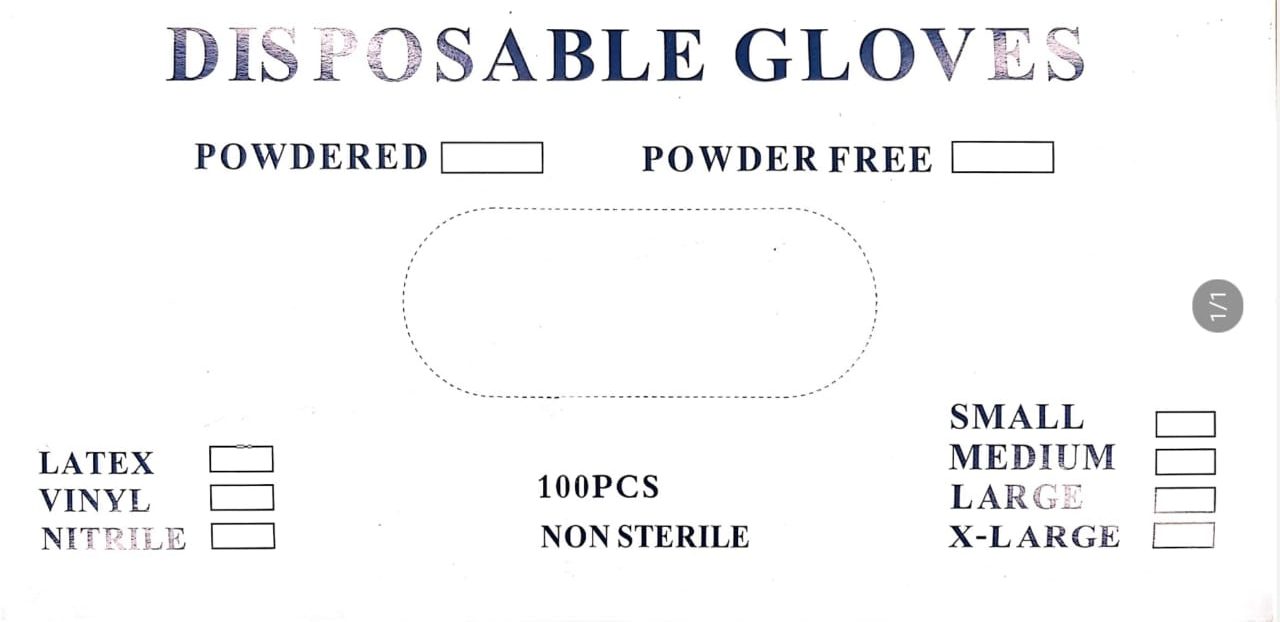 DISPOSABLE GLOVES
POWDERED
POWDER FREE
LATEX
VINYL
NITRILE
100PCS
NON STERILE
SMALL
MEDIUM
LARGE
X-LARGE
1/1